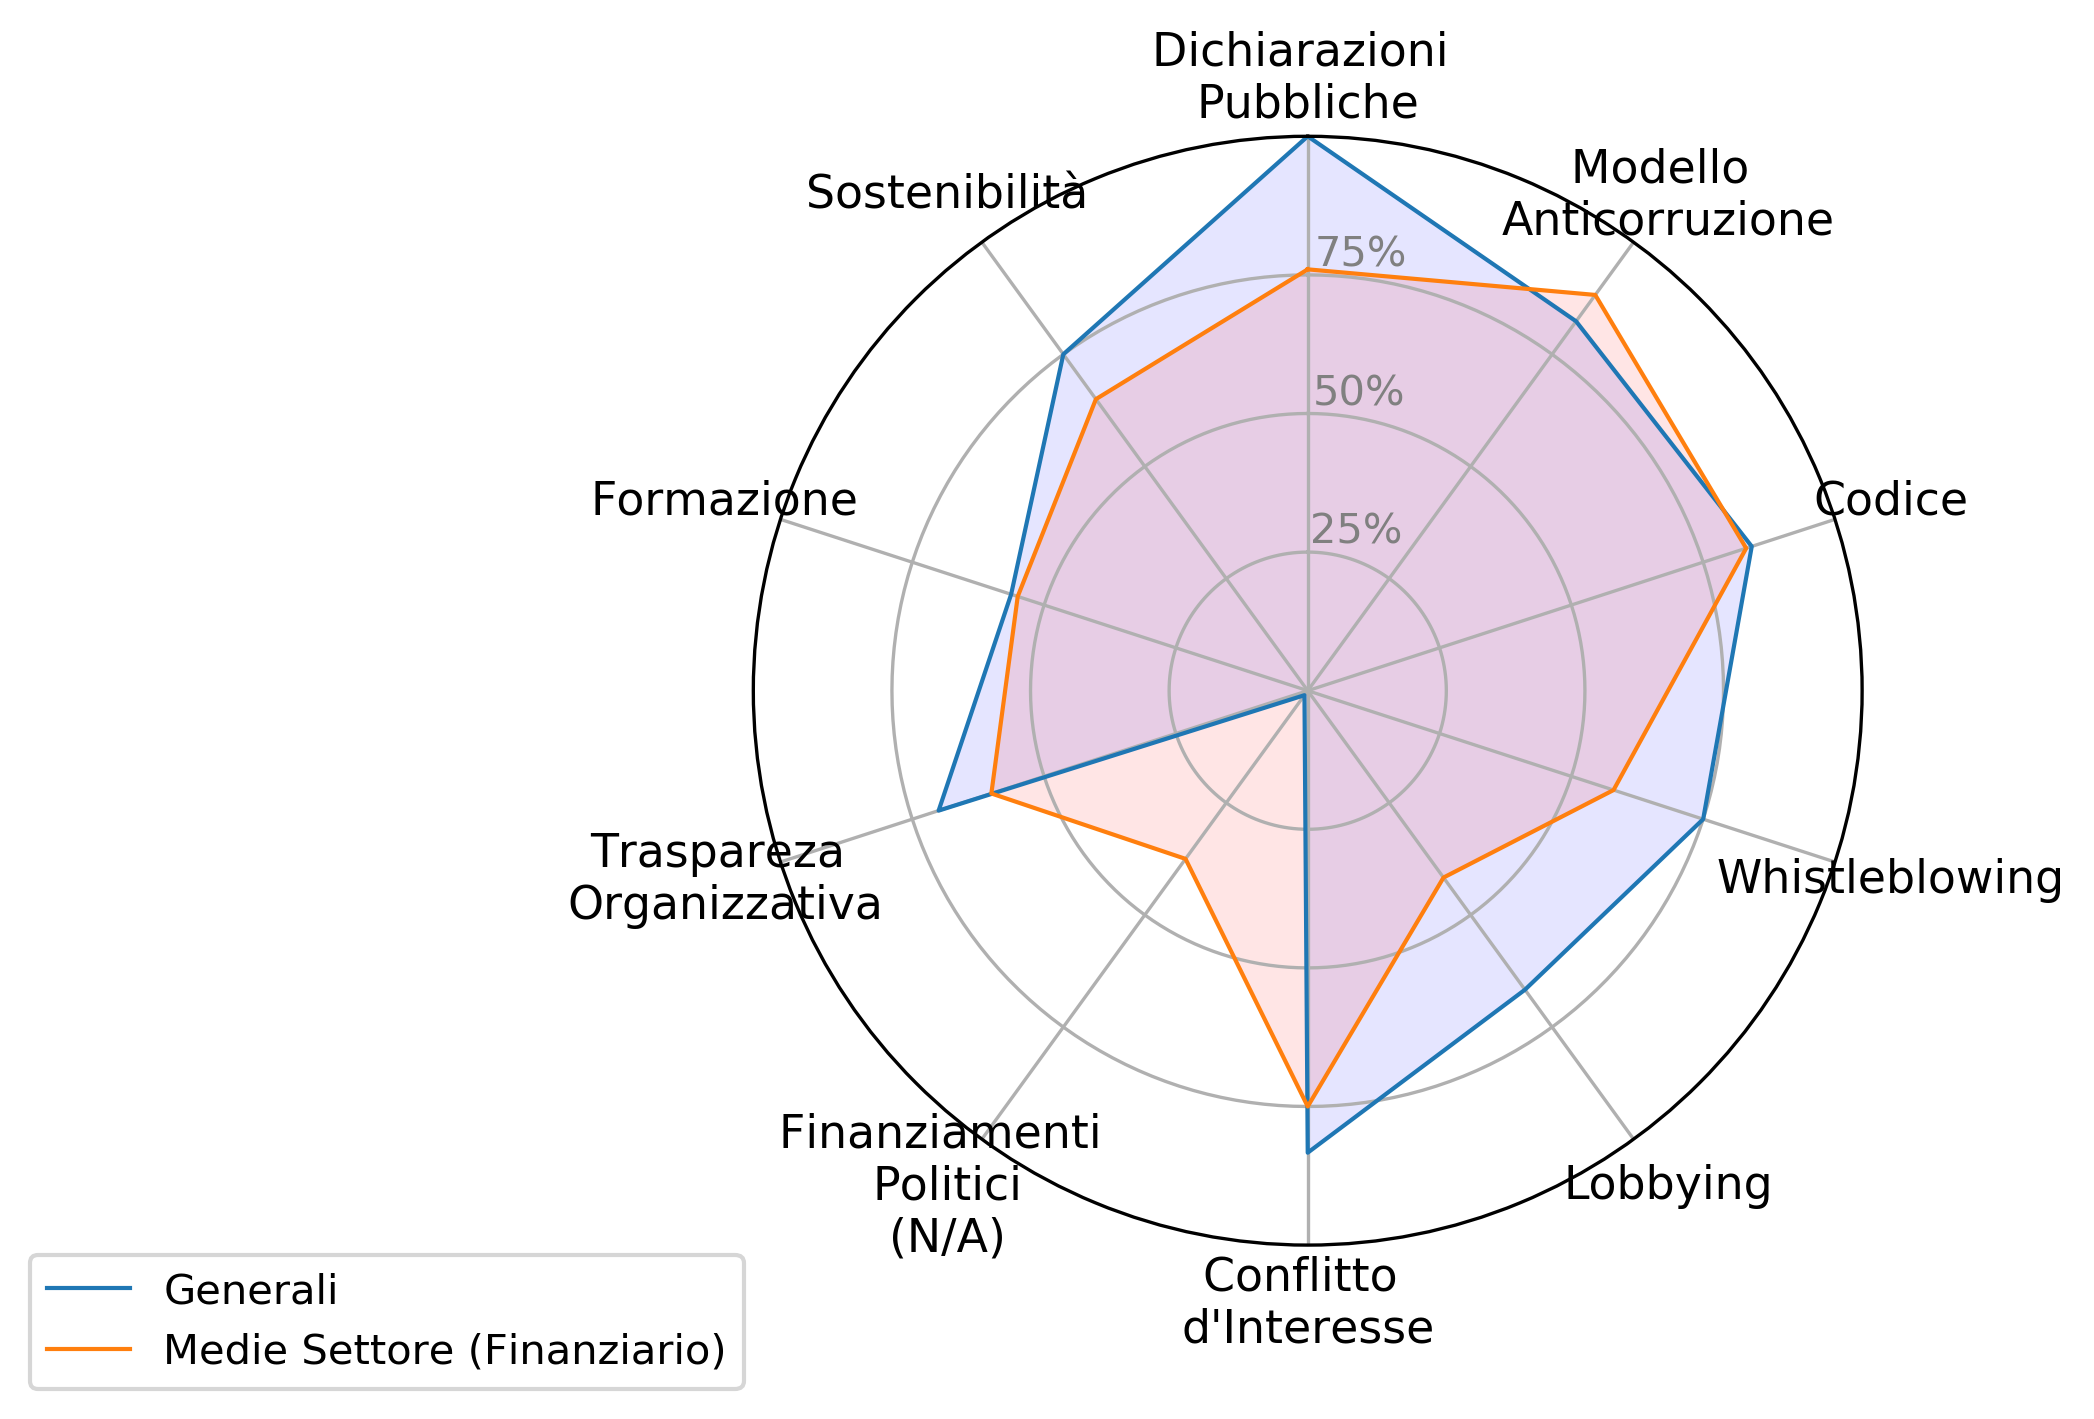 Dichiarazioni
Pubbliche
Modello
Anticorruzione
Sostenibilità
75%
50%
25%
Formazione
Codice
Traspareza
Organizzativa
Whistleblowing
Finanziamenti
Politici
(N/A)
Lobbying
Conflitto
d'Interesse
Generali
Medie Settore (Finanziario)